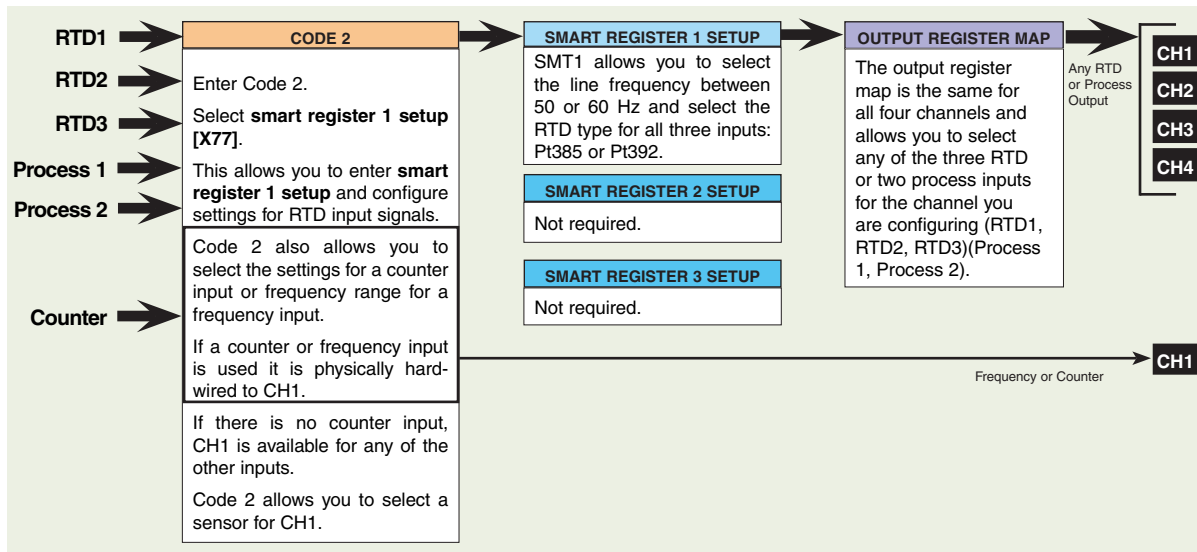 RTD1
RTD2
RTD3
Process 1
Process 2
Counter
CODE 2
Enter Code 2.
Select smart register 1 setup
[X77].
This allows you to enter smart
register 1 setup and configure
settings for RTD input signals.
Code 2 also allows you to
select the settings for a counter
input or frequency range for a
frequency input.
If a counter or frequency input
is used it is physically hard-
wired to CH1.
If there is no counter input,
CH1 is available for any of the
other inputs.
Code 2 allows you to select a
sensor for CH1.
SMART REGISTER 1 SETUP
SMT1 allows you to select
the line frequency between
50 or 60 Hz and select the
RTD type for all three inputs:
Pt385 or Pt392.
SMART REGISTER 2 SETUP
Not required.
SMART REGISTER 3 SETUP
Not required.
OUTPUT REGISTER MAP
The output register
map is the same for
all four channels and
allows you to select
any of the three RTD
or two process inputs
for the channel you
are configuring (RTD1,
RTD2, RTD3)(Process
1, Process 2).
Any RTD
or Process
Output
CH1
CH2
CH3
CH4
Frequency or Counter
CH1